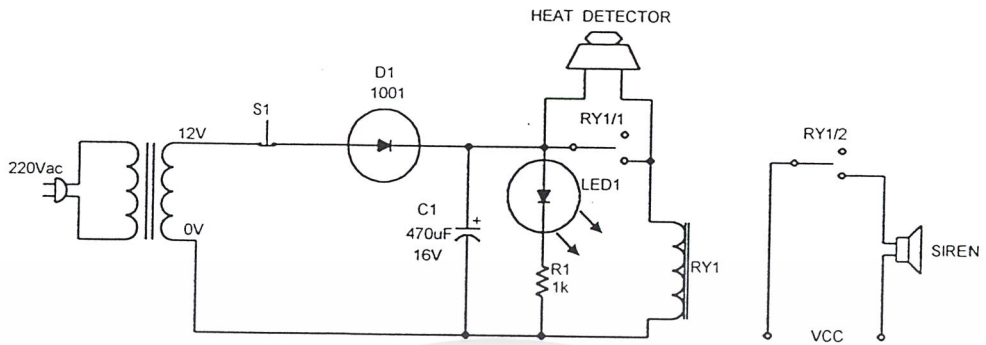 HEAT DETECTOR
D1
1001
S1
RY1/1
RY1/2
12V
220Vac
LED1
C1
+
470uF
16V
0V
R1
1k
RY1
SIREN
VCC